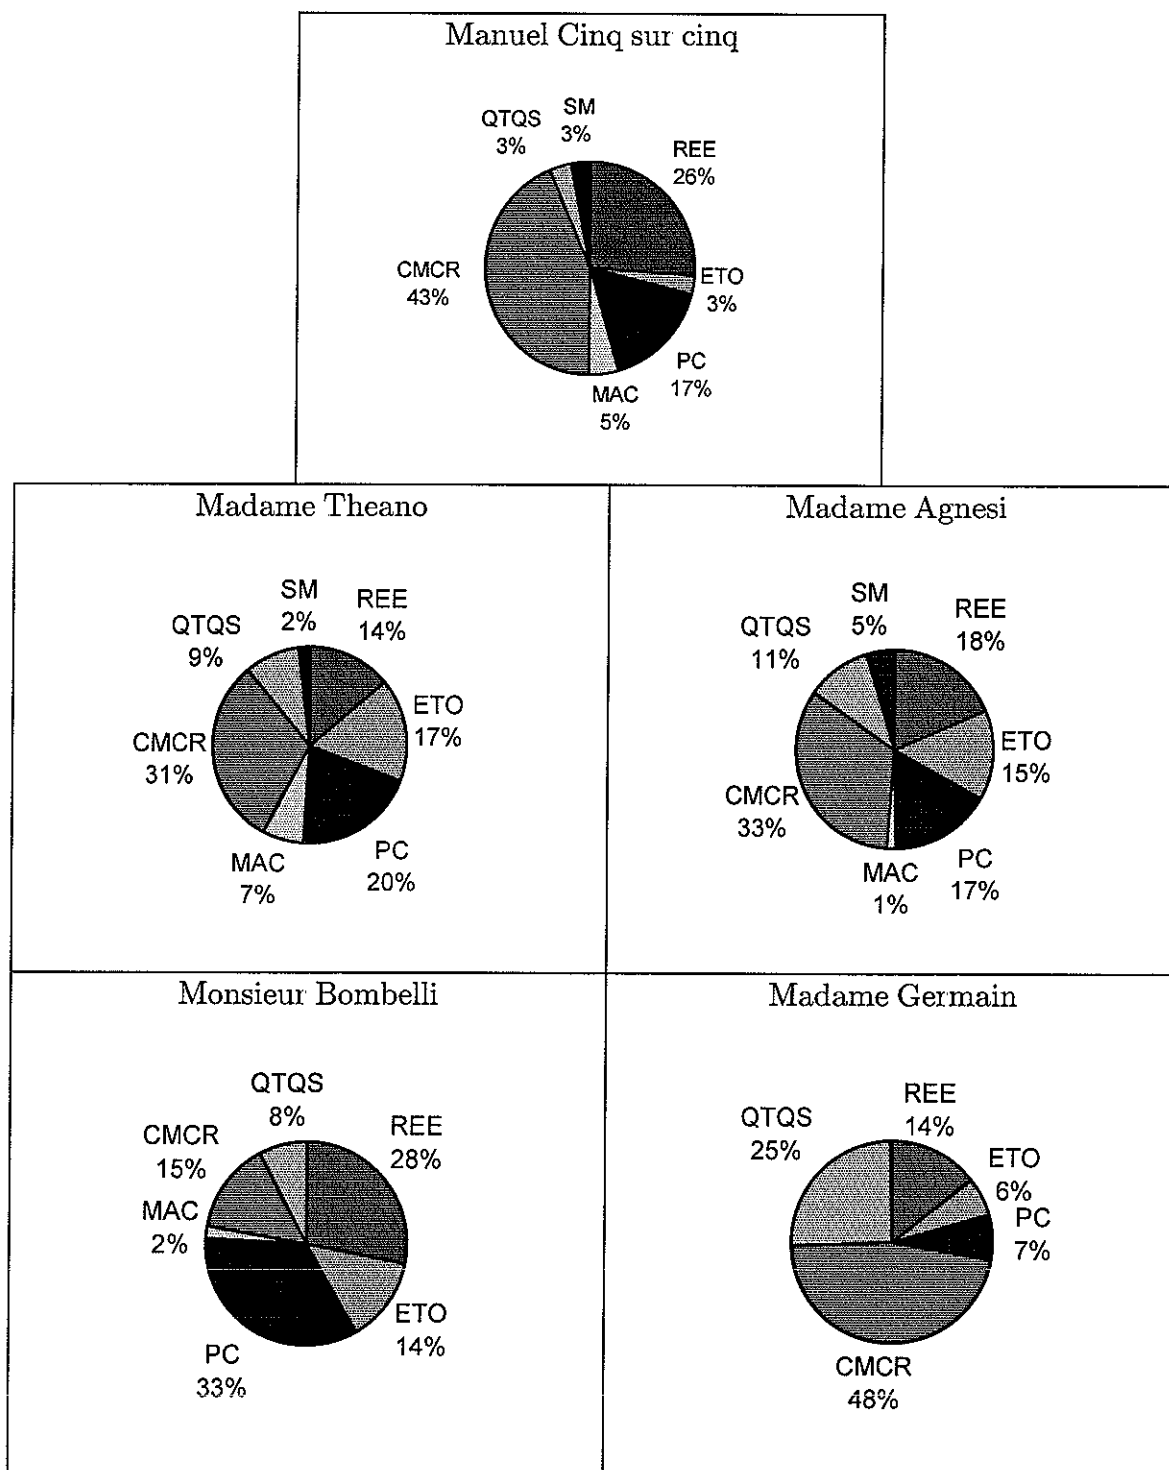 Manuel Cinq sur cinq
SM
3%
QTQS
3%
REE
26%
CMCR
43%
ETO
3%
PC
17%
MAC
5%
Madame Theano
SM
2%
REE
14%
QTQS
9%
ETO
17%
CMCR
31%
PC
20%
MAC
7%
Madame Agnesi
SM
5%
REE
18%
QTQS
11%
ETO
15%
CMCR
33%
PC
17%
MAC
1%
Monsieur Bombelli
QTQS
8%
REE
28%
CMCR
15%
MAC
2%
ETO
14%
PC
33%
Madame Germain
REE
14%
QTQS
25%
ETO
6%
PC
7%
CMCR
48%